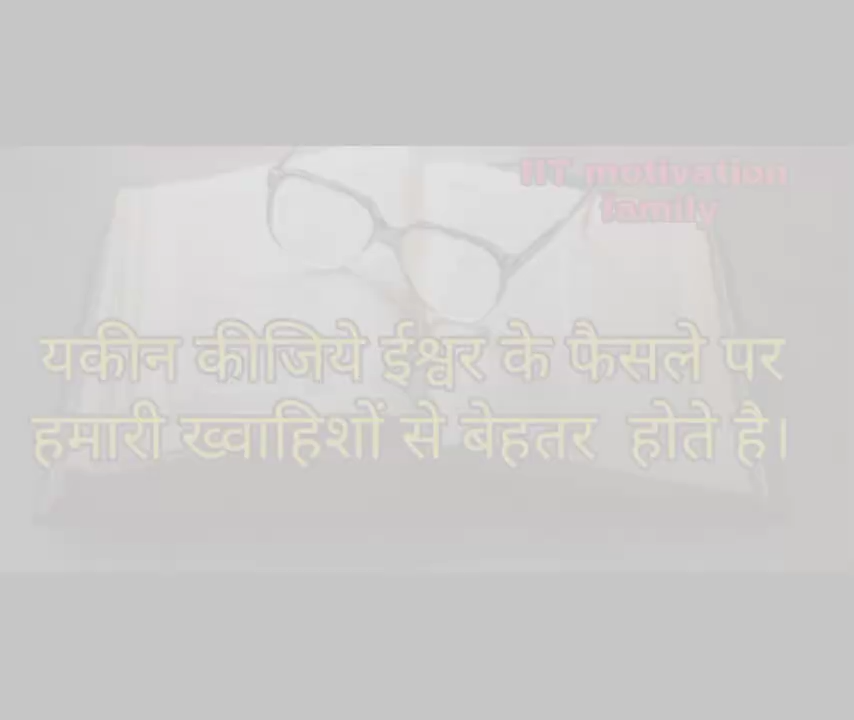 IIT motivation
family
यकीन कीजिये ईश्वर के फैसले पर
हमारी ख्वाहिशों से बेहतर होते है।